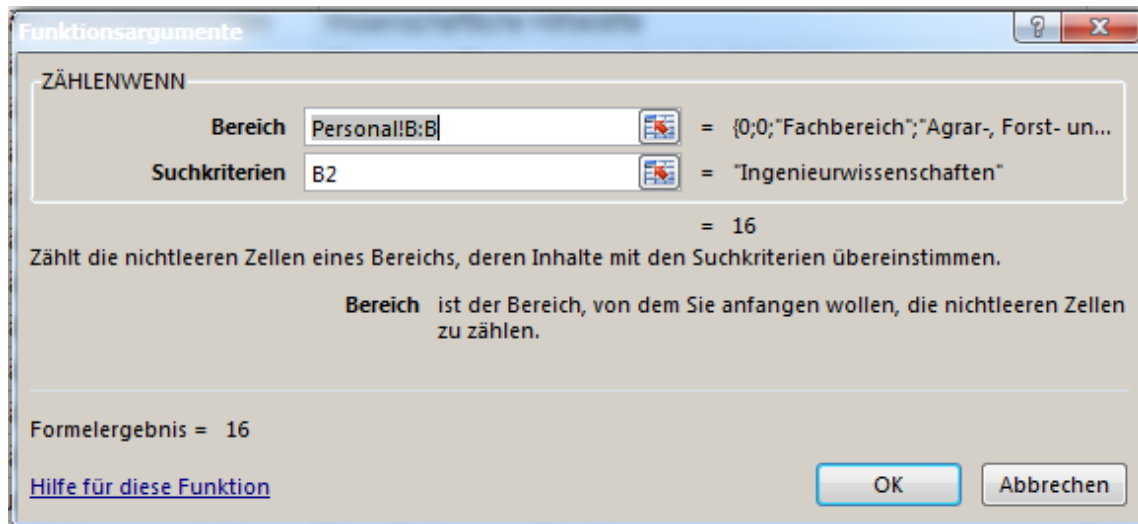 Funktionsargumente
ZÄHLENWENN
Bereich Personal!B:B = {0;0;"Fachbereich";"Agrar-, Forst- un...
Suchkriterien B2 = "Ingenieurwissenschaften"
= 16
Zählt die nichtleeren Zellen eines Bereichs, deren Inhalte mit den Suchkriterien übereinstimmen.
Bereich ist der Bereich, von dem Sie anfangen wollen, die nichtleeren Zellen
zu zählen.
Formelergebnis = 16
Hilfe für diese Funktion OK Abbrechen